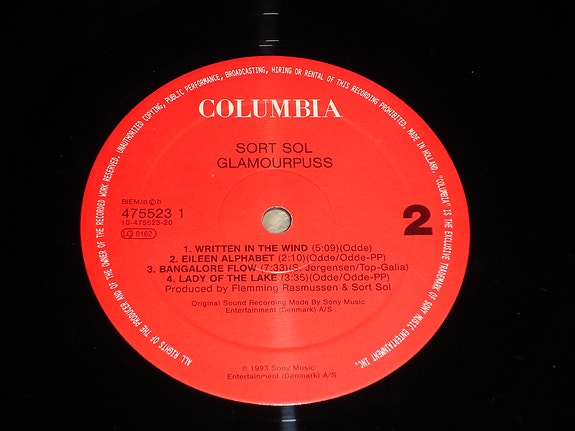 ALL RIGHTS OF THE PRODUCER AND OF THE OWNER OF THE RECORDED WORK RESERVED. UNAUTHORIZED COPYING, PUBLIC PERFORMANCE, BROADCASTING, HIRING OR RENTAL OF THIS RECORDING PROHIBITED. MADE IN HOLLAND. "COLUMBIA" IS THE EXCLUSIVE TRADEMARK OF SONY MUSIC ENTERTAINMENT INC.
COLUMBIA
SORT SOL
GLAMOURPUSS
BIEM/n©b
475523 1
10-475523-20
LC 0162
2
1. WRITTEN IN THE WIND (5:09)(Odde)
2. EILEEN ALPHABET (2:10)(Odde/Odde-PP)
3. BANGALORE FLOW (7:33)(S. Jørgensen/Top-Galia)
4. LADY OF THE LAKE (3:35)(Odde/Odde-PP)
Produced by Flemming Rasmussen & Sort Sol
Original Sound Recording Made By Sony Music
Entertainment (Denmark) A/S
℗ 1993 Sony Music
Entertainment (Denmark) A/S